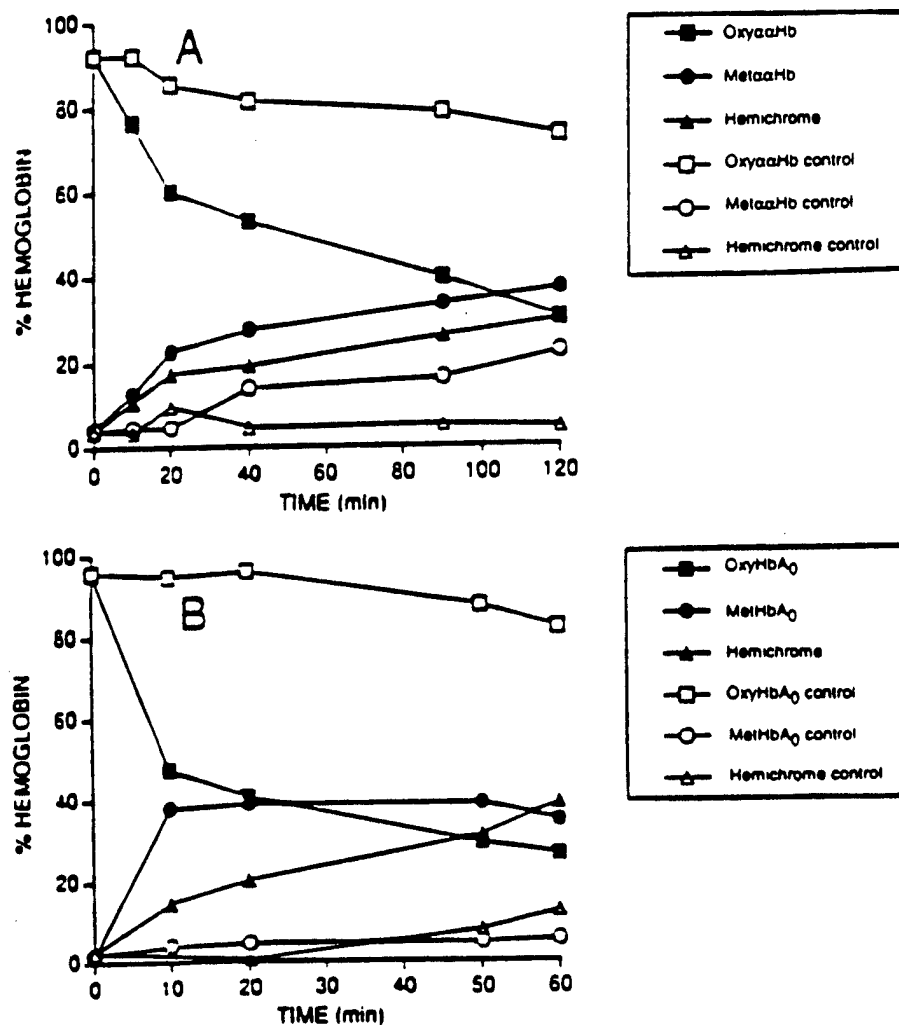 A
% HEMOGLOBIN
100
80
60
40
20
0
0 20 40 60 80 100 120
TIME (min)
OxyααHb
MetααHb
Hemichrome
OxyααHb control
MetααHb control
Hemichrome control
B
% HEMOGLOBIN
100
80
60
40
20
0
0 10 20 30 40 50 60
TIME (min)
OxyHbA₀
MetHbA₀
Hemichrome
OxyHbA₀ control
MetHbA₀ control
Hemichrome control